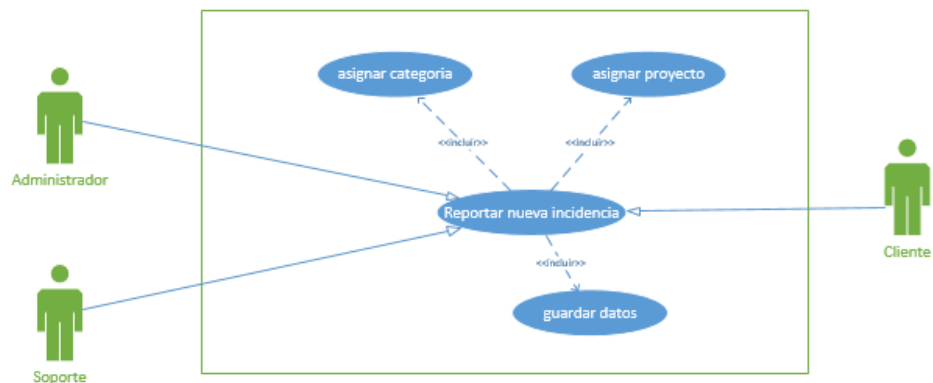 asignar categoria
asignar proyecto
<<incluir>>
<<incluir>>
Administrador
Reportar nueva incidencia
Cliente
<<incluir>>
guardar datos
Soporte